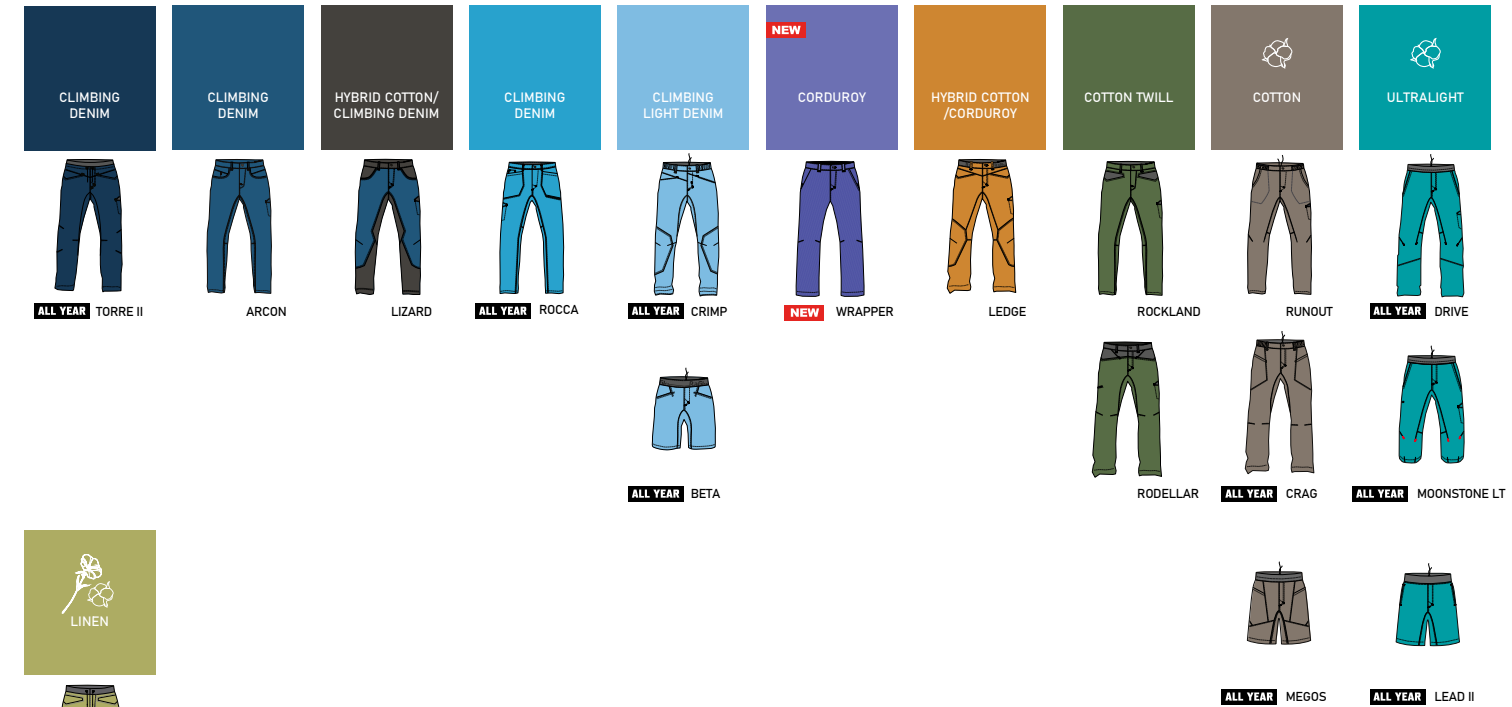 CLIMBING
DENIM
CLIMBING
DENIM
HYBRID COTTON/
CLIMBING DENIM
CLIMBING
DENIM
CLIMBING
LIGHT DENIM
NEW
CORDUROY
HYBRID COTTON
/CORDUROY
COTTON TWILL
COTTON
ULTRALIGHT
ALL YEAR TORRE II
ARCON
LIZARD
ALL YEAR ROCCA
ALL YEAR CRIMP
NEW WRAPPER
LEDGE
ROCKLAND
RUNOUT
ALL YEAR DRIVE
ALL YEAR BETA
RODELLAR
ALL YEAR CRAG
ALL YEAR MOONSTONE LT
LINEN
ALL YEAR MEGOS
ALL YEAR LEAD II